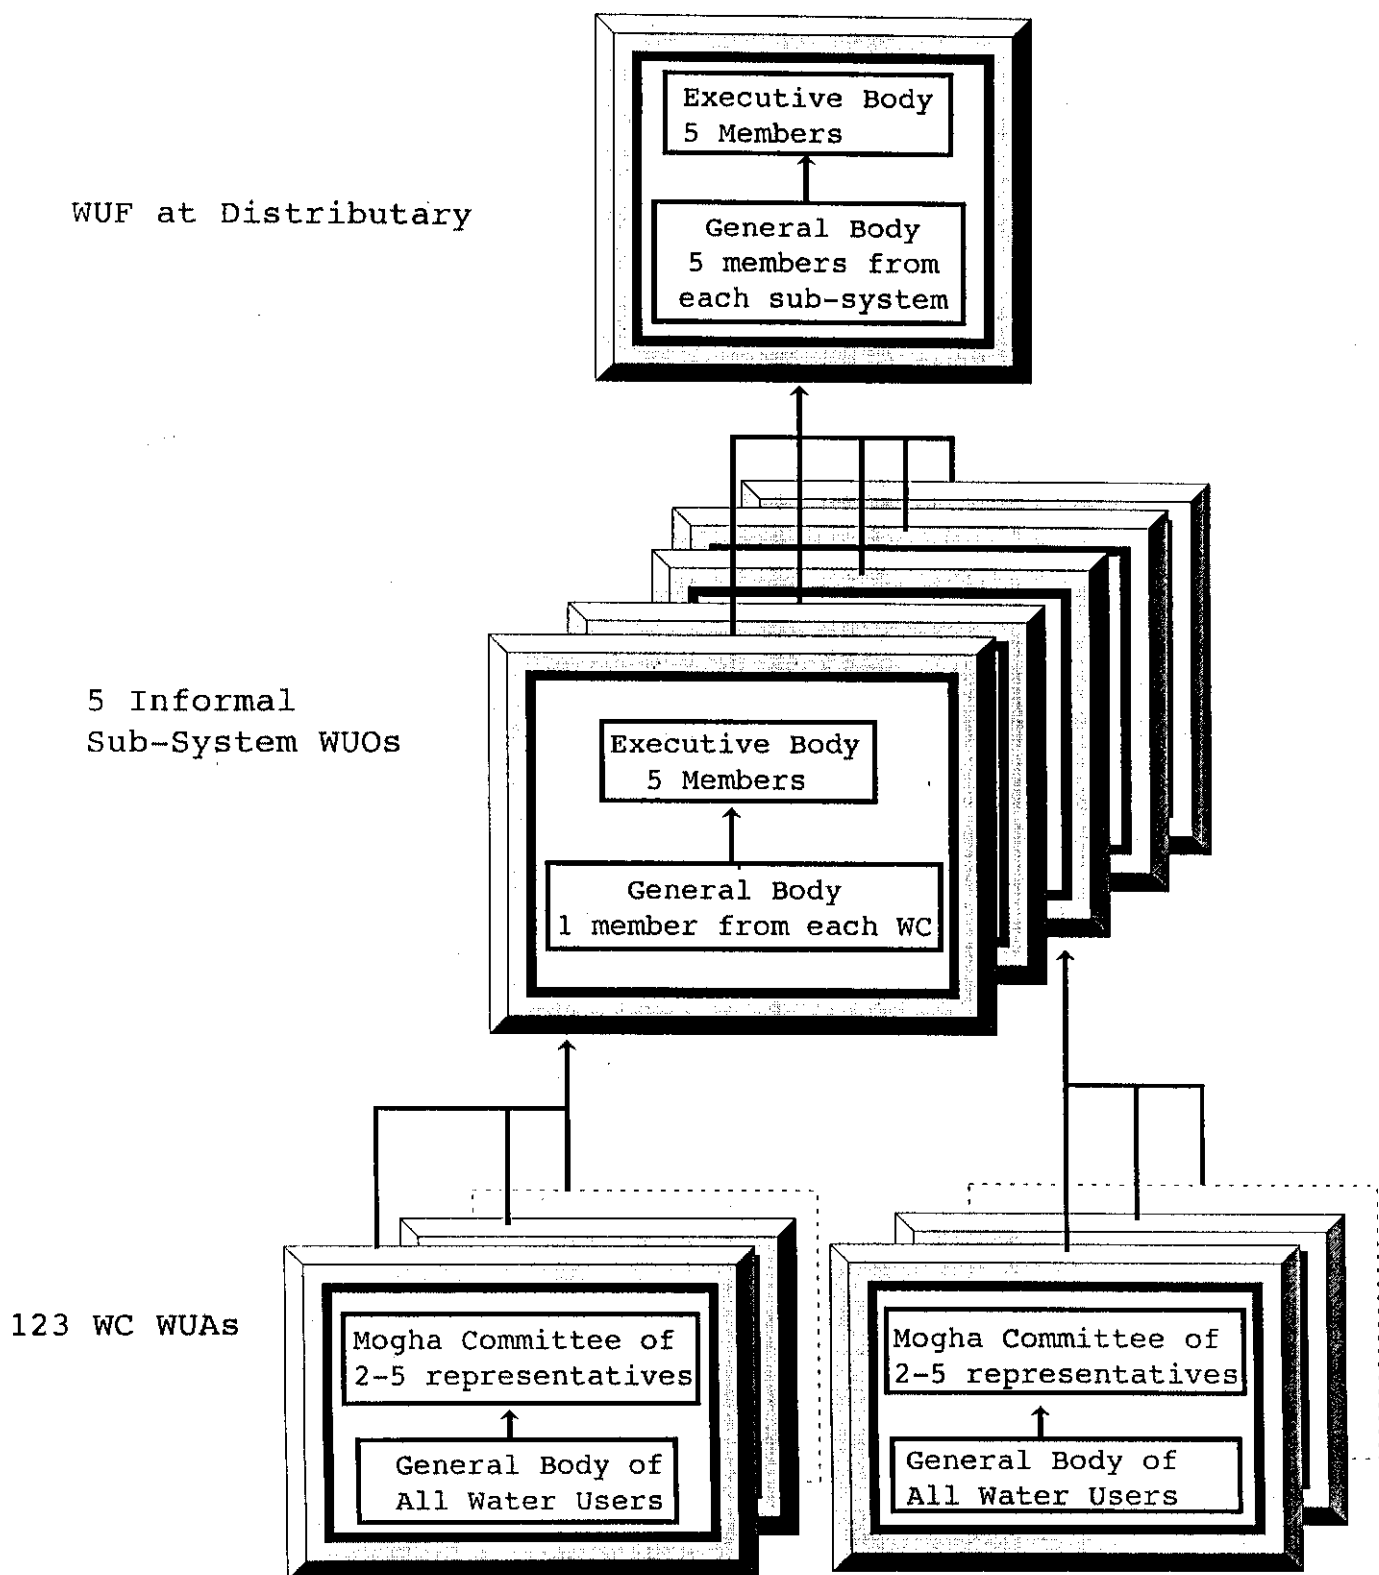 Executive Body
5 Members
WUF at Distributary
General Body
5 members from
each sub-system
5 Informal
Sub-System WUOs
Executive Body
5 Members
General Body
1 member from each WC
123 WC WUAs
Mogha Committee of
2-5 representatives
General Body of
All Water Users
Mogha Committee of
2-5 representatives
General Body of
All Water Users